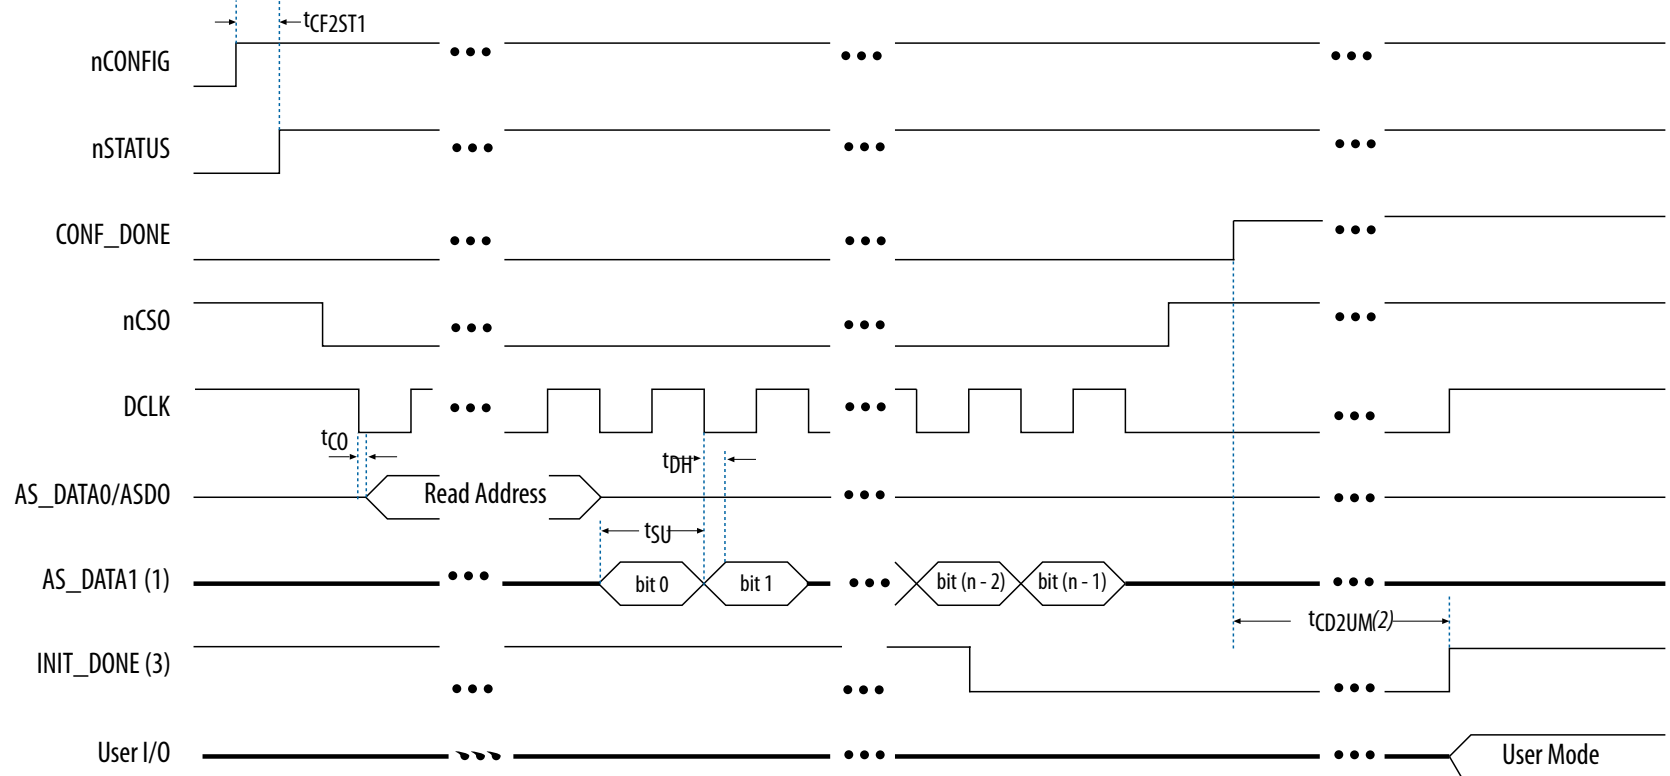 tCF2ST1
nCONFIG
nSTATUS
CONF_DONE
nCSO
DCLK
tCO
tDH
AS_DATA0/ASDO
Read Address
tSU
AS_DATA1 (1)
bit 0
bit 1
bit (n - 2)
bit (n - 1)
tCD2UM(2)
INIT_DONE (3)
User I/O
User Mode